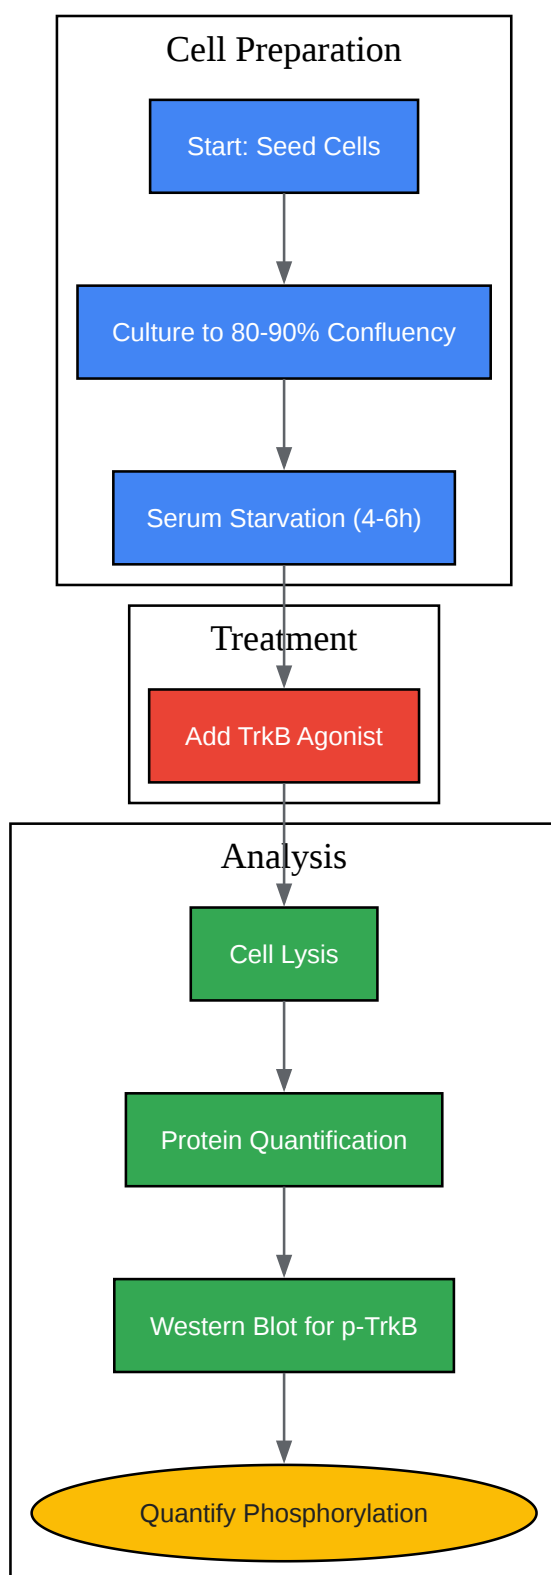 Cell Preparation
Start: Seed Cells
Culture to 80-90% Confluency
Serum Starvation (4-6h)
Treatment
Add TrkB Agonist
Analysis
Cell Lysis
Protein Quantification
Western Blot for p-TrkB
Quantify Phosphorylation